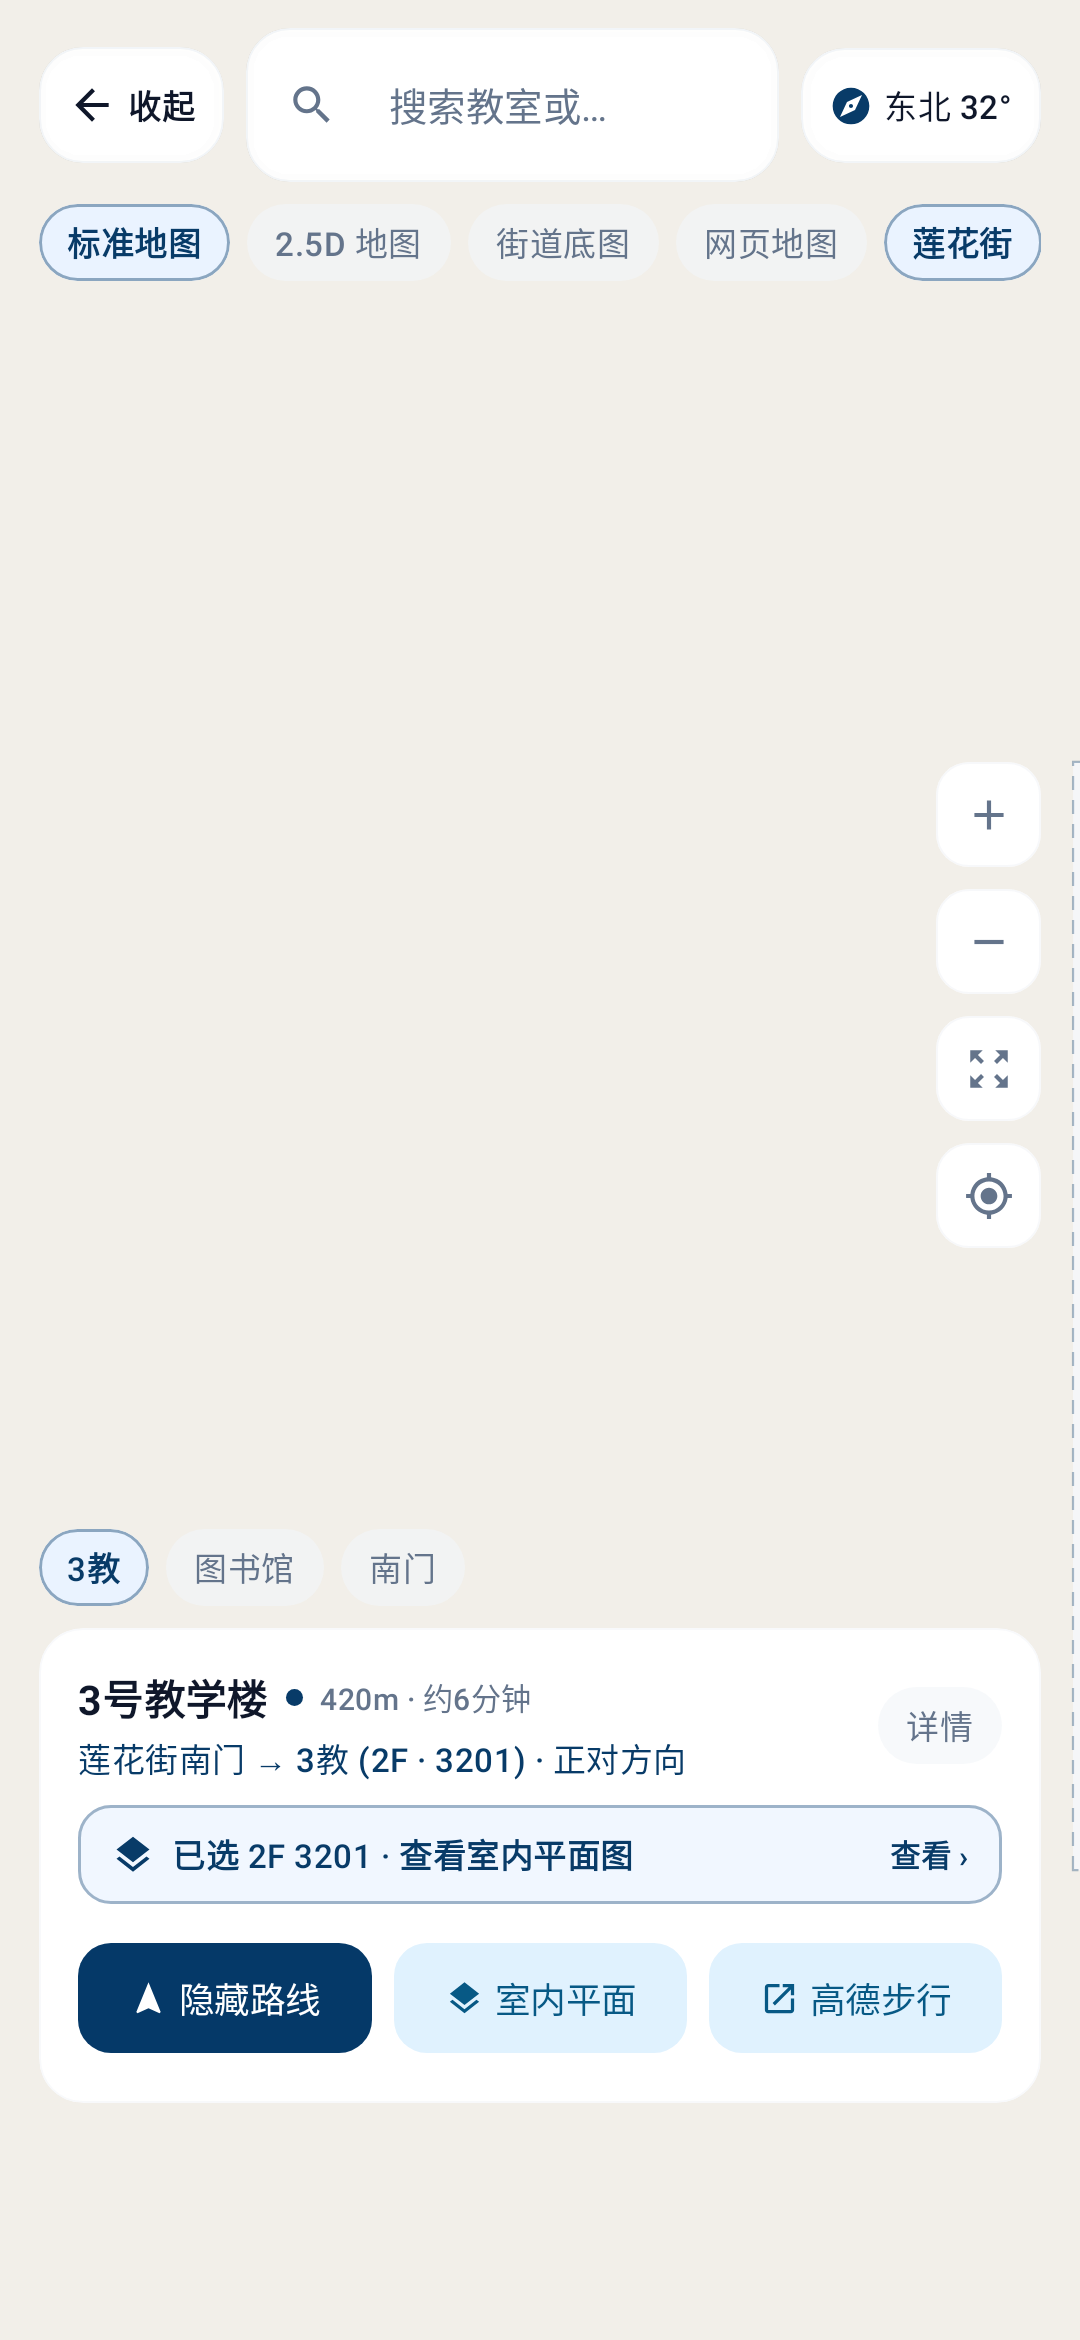 收起
搜索教室或...
东北 32°
标准地图
2.5D 地图
街道底图
网页地图
莲花街
3教
图书馆
南门
3号教学楼 ● 420m · 约6分钟
详情
莲花街南门 → 3教 (2F · 3201) · 正对方向
已选 2F 3201 · 查看室内平面图
查看 ›
隐藏路线
室内平面
高德步行